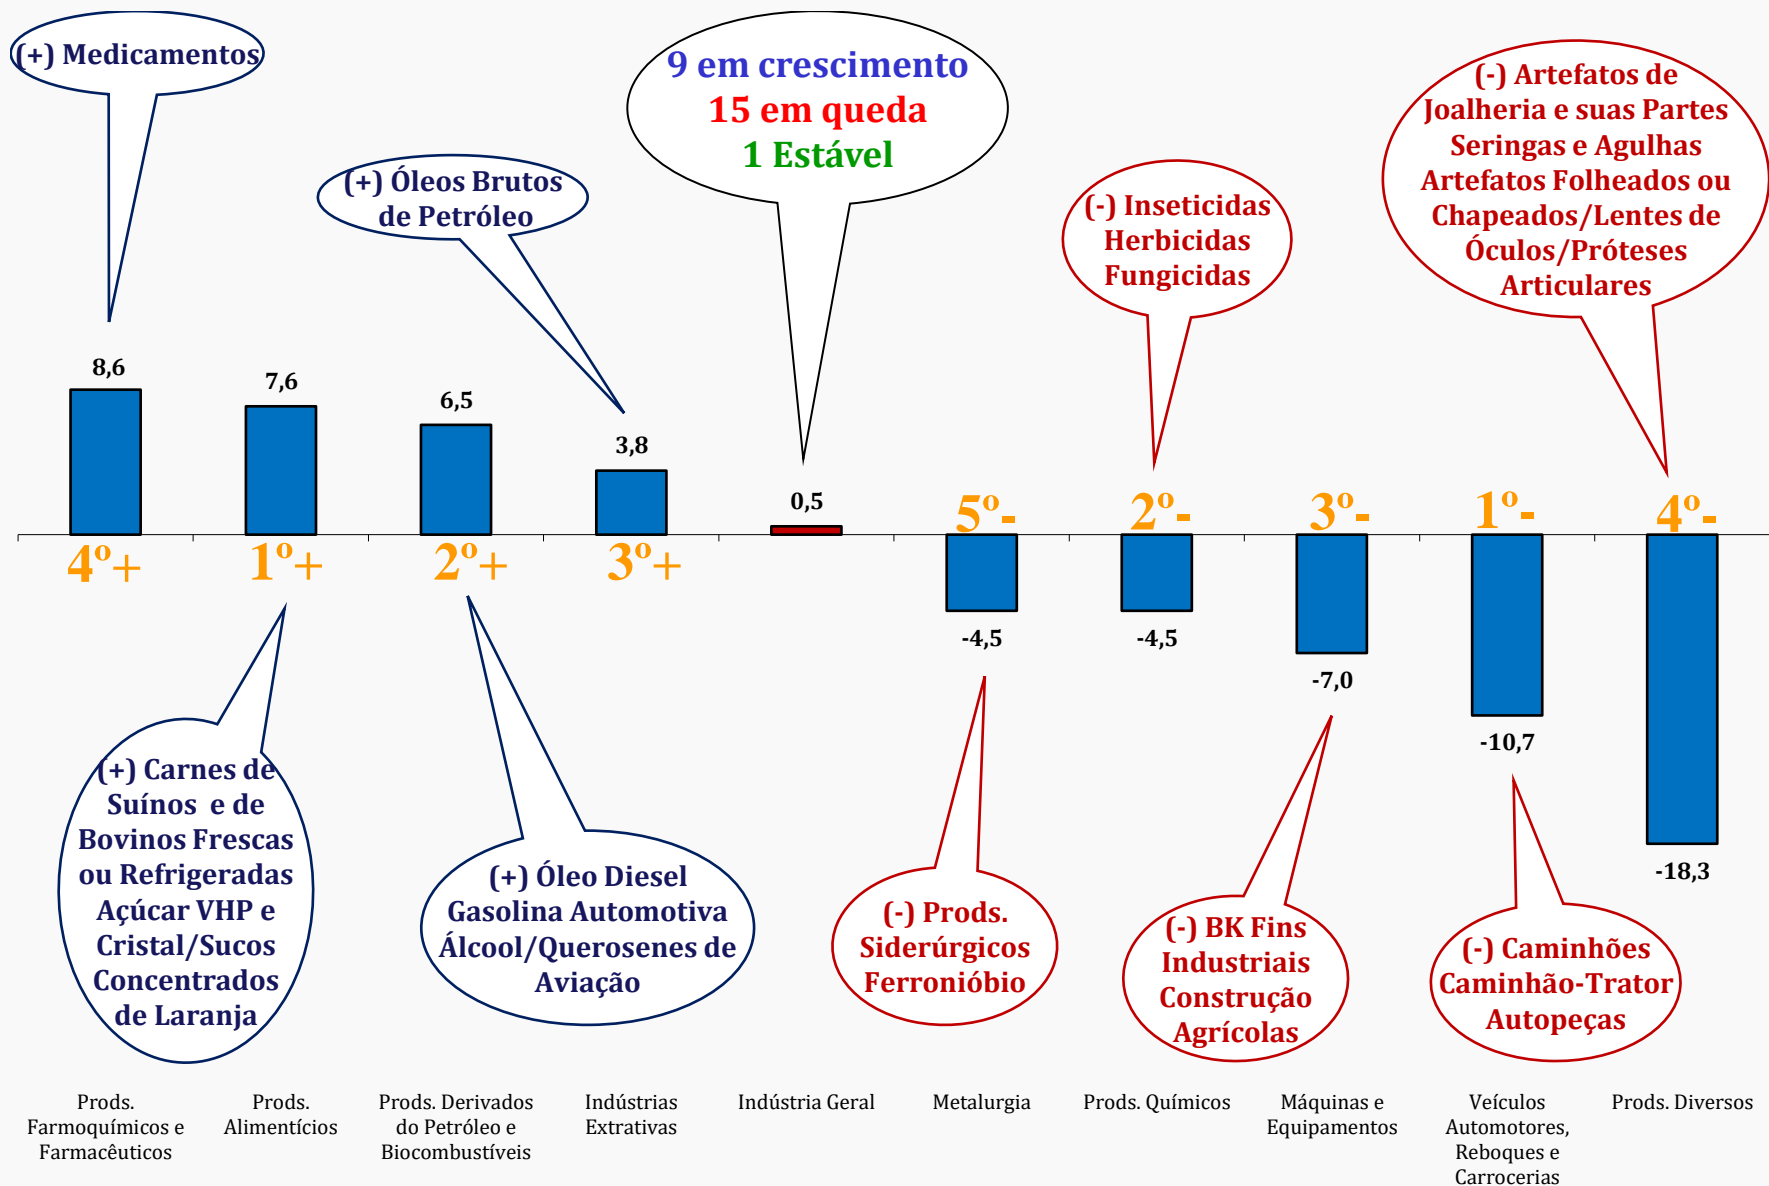 (+) Medicamentos
9 em crescimento
15 em queda
1 Estável
(-) Artefatos de
Joalheria e suas Partes
Seringas e Agulhas
Artefatos Folheados ou
Chapeados/Lentes de
Óculos/Próteses
Articulares
(+) Óleos Brutos
de Petróleo
(-) Inseticidas
Herbicidas
Fungicidas
8,6
7,6
6,5
3,8
0,5
5º-
2º-
3º-
1º-
4º-
4º+
1º+
2º+
3º+
-4,5
-4,5
-7,0
-10,7
-18,3
(+) Carnes de
Suínos e de
Bovinos Frescas
ou Refrigeradas
Açúcar VHP e
Cristal/Sucos
Concentrados
de Laranja
(+) Óleo Diesel
Gasolina Automotiva
Álcool/Querosenes de
Aviação
(-) Prods.
Siderúrgicos
Ferronióbio
(-) BK Fins
Industriais
Construção
Agrícolas
(-) Caminhões
Caminhão-Trator
Autopeças
Prods.
Farmoquímicos e
Farmacêuticos
Prods.
Alimentícios
Prods. Derivados
do Petróleo e
Biocombustíveis
Indústrias
Extrativas
Indústria Geral
Metalurgia
Prods. Químicos
Máquinas e
Equipamentos
Veículos
Automotores,
Reboques e
Carrocerias
Prods. Diversos